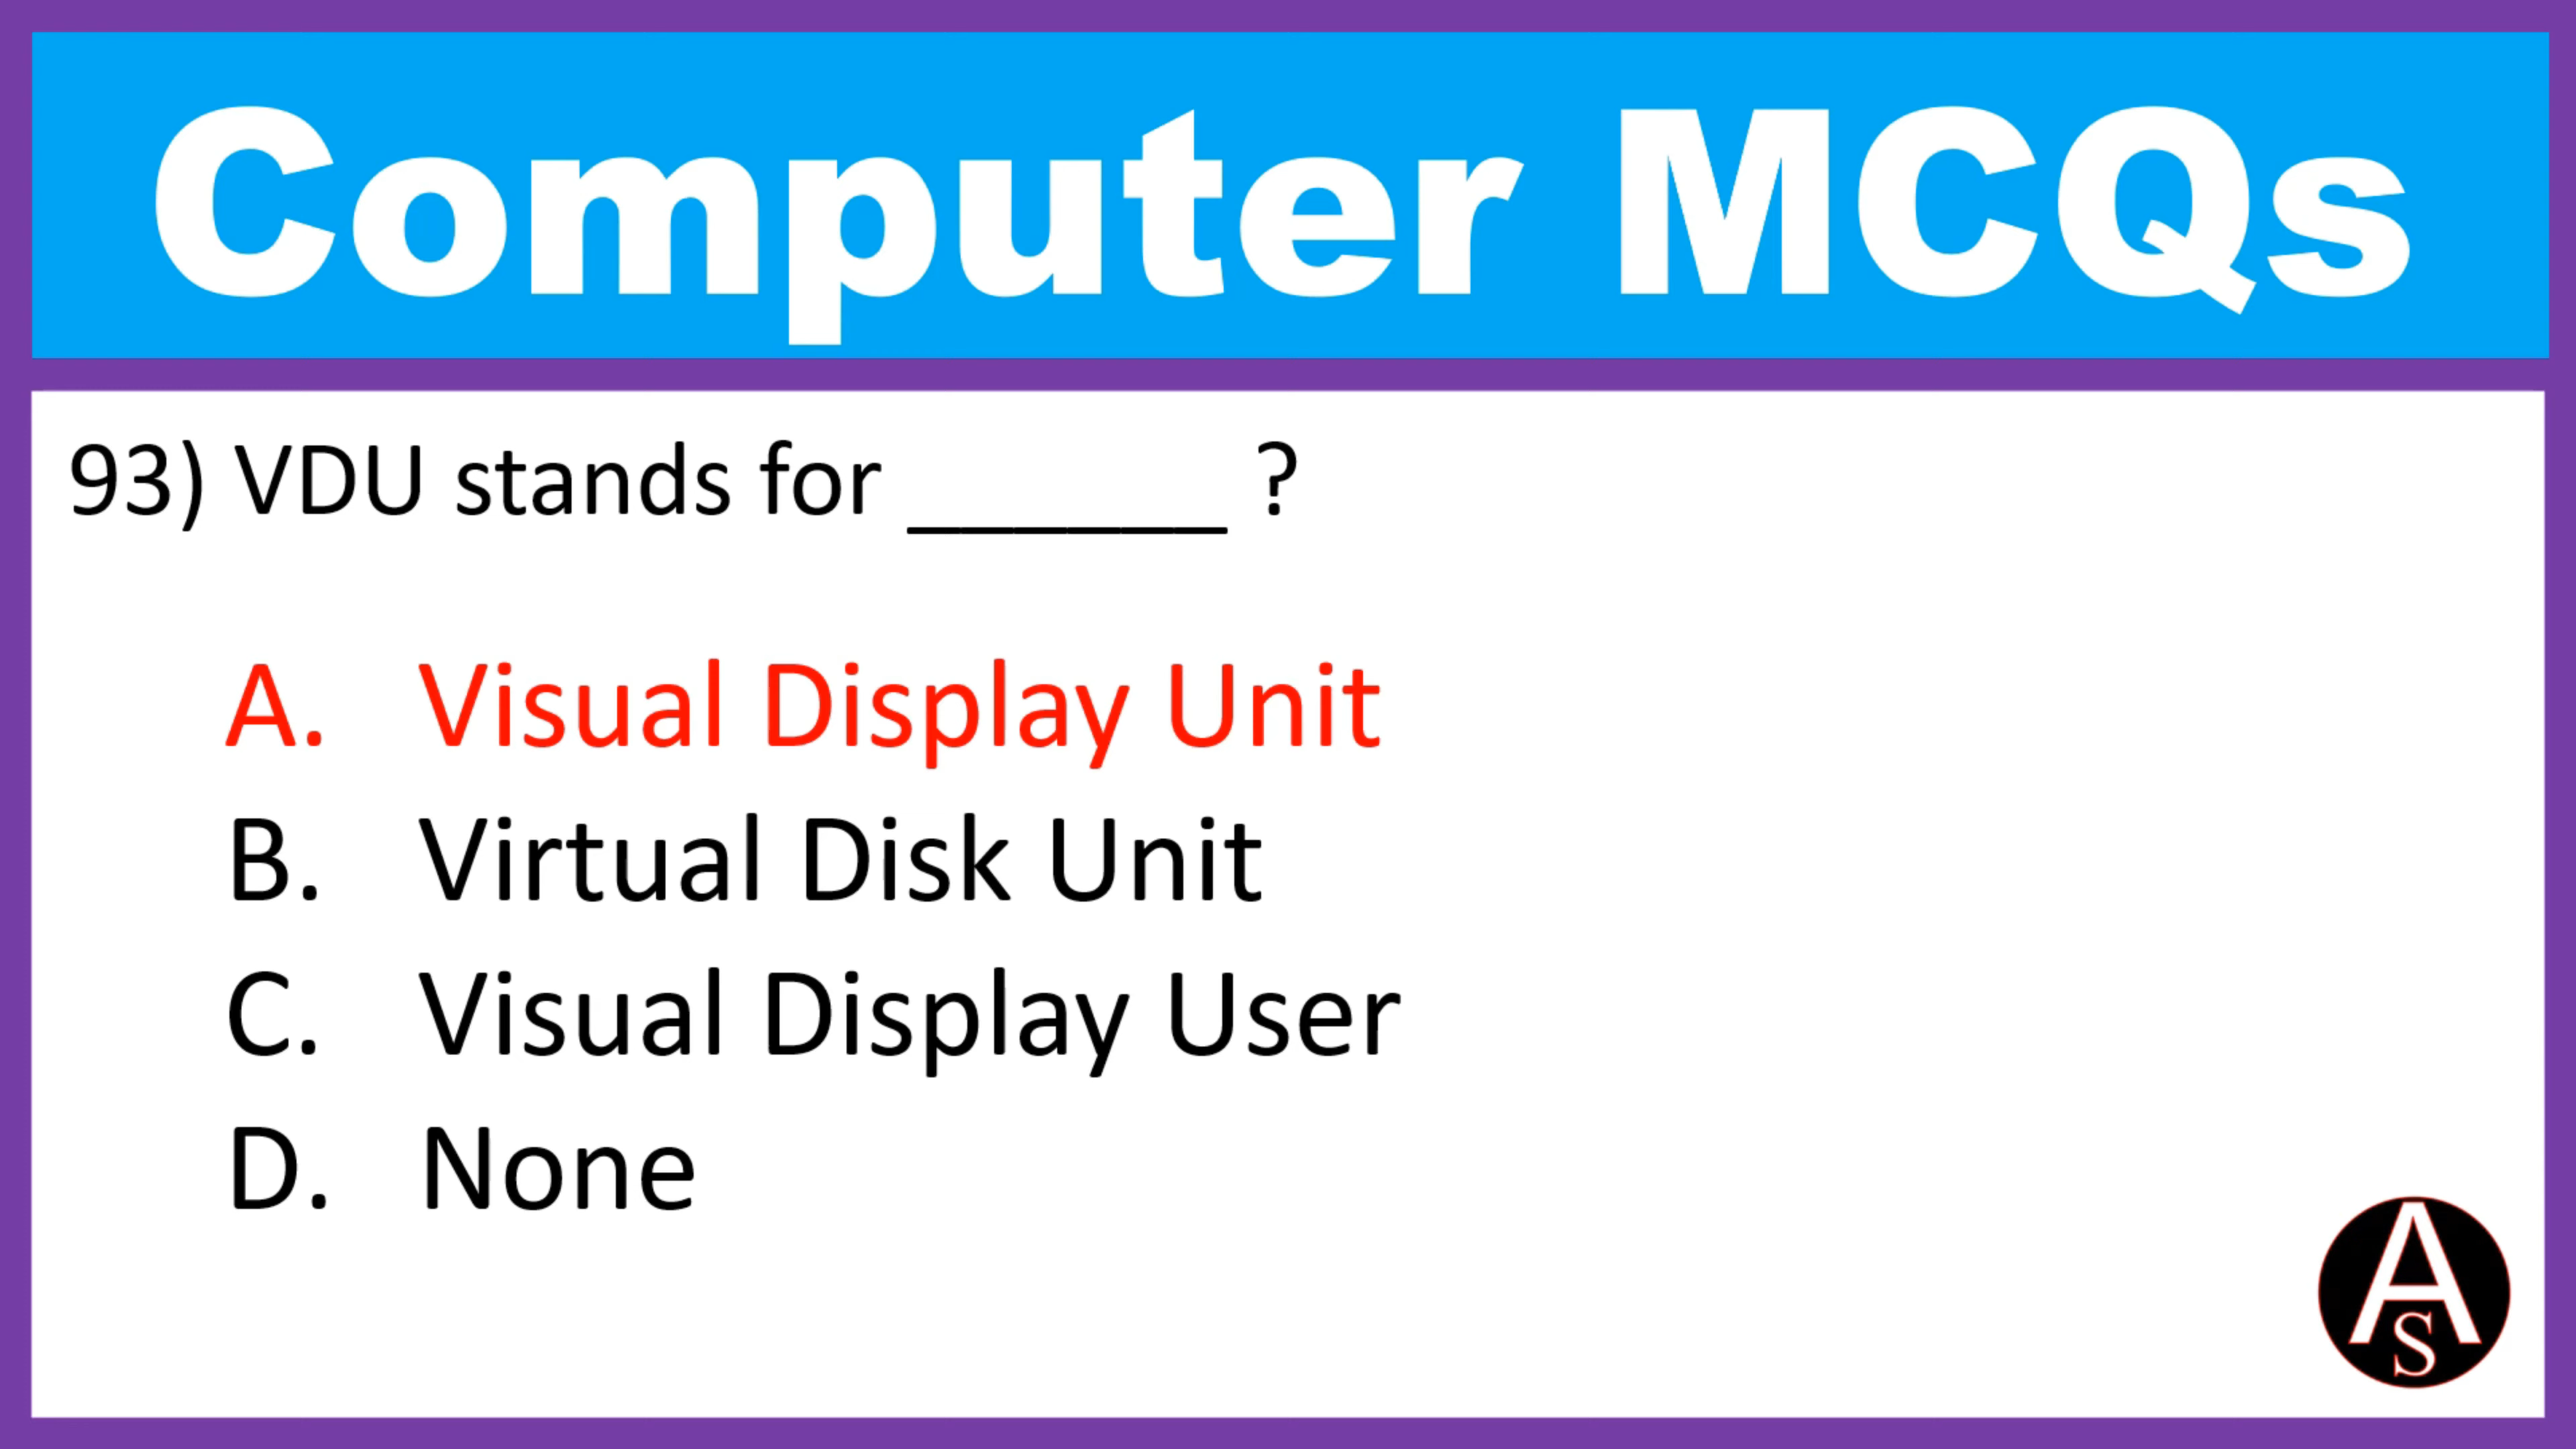 Computer MCQs
93) VDU stands for ______ ?
A. Visual Display Unit
B. Virtual Disk Unit
C. Visual Display User
D. None
A
S